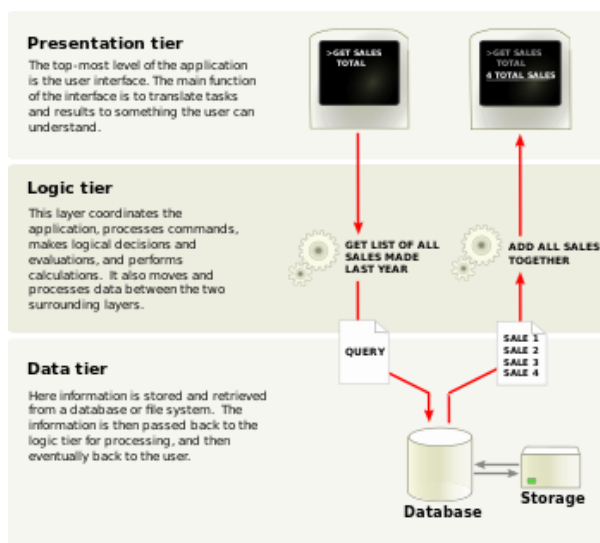 Presentation tier
The top-most level of the application
is the user interface. The main function
of the interface is to translate tasks
and results to something the user can
understand.
>GET SALES
TOTAL
>GET SALES
TOTAL
4 TOTAL SALES
Logic tier
This layer coordinates the
application, processes commands,
makes logical decisions and
evaluations, and performs
calculations. It also moves and
processes data between the two
surrounding layers.
GET LIST OF ALL
SALES MADE
LAST YEAR
ADD ALL SALES
TOGETHER
QUERY
SALE 1
SALE 2
SALE 3
SALE 4
Data tier
Here information is stored and retrieved
from a database or file system. The
information is then passed back to the
logic tier for processing, and then
eventually back to the user.
Database
Storage